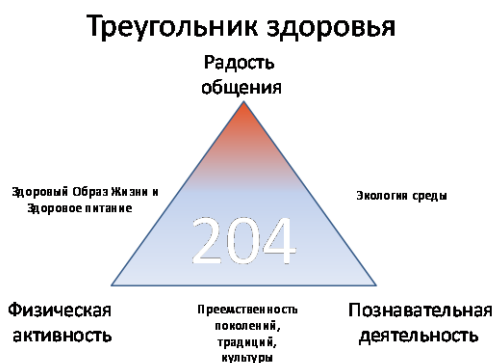 Треугольник здоровья
Радость
общения
Здоровый Образ Жизни и
Здоровое питание
Экология среды
204
Физическая
активность
Преемственность
поколений,
традиций,
культуры
Познавательная
деятельность